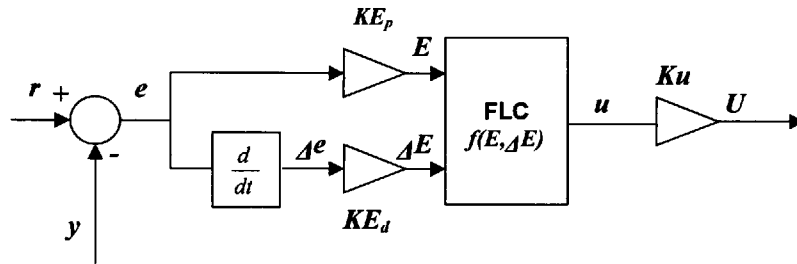 KEp
E
r
+
e
FLC
f(E,ΔE)
u
Ku
U
-
d
dt
Δe
ΔE
KEd
y